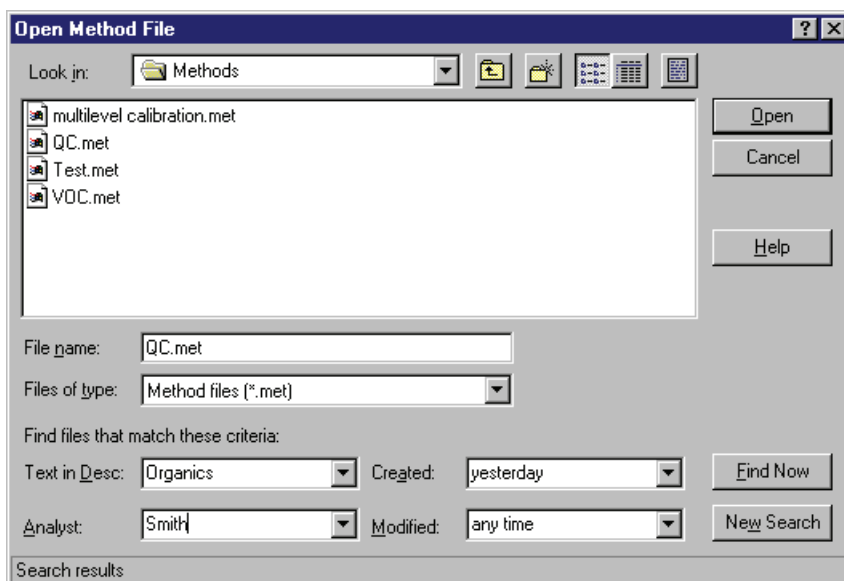 Open Method File
Look in: Methods
multilevel calibration.met
QC.met
Test.met
VOC.met
Open
Cancel
Help
File name: QC.met
Files of type: Method files (*.met)
Find files that match these criteria:
Text in Desc: Organics Created: yesterday Find Now
Analyst: Smith Modified: any time New Search
Search results